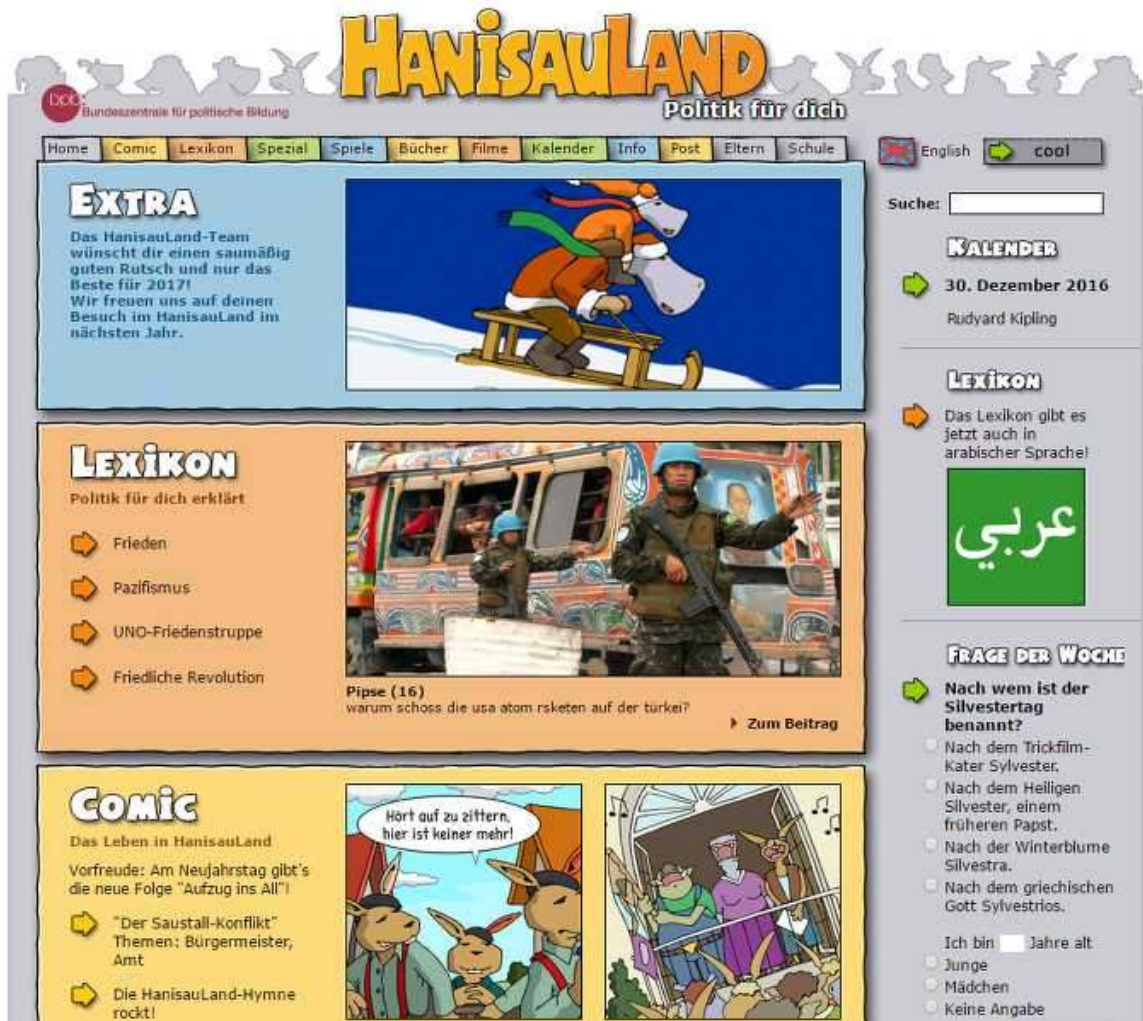 HANISAULAND
Politik für dich
bpb:
Bundeszentrale für politische Bildung
Home Comic Lexikon Spezial Spiele Bücher Filme Kalender Info Post Eltern Schule
English cool
EXTRA
Das HanisauLand-Team
wünscht dir einen saumäßig
guten Rutsch und nur das
Beste für 2017!
Wir freuen uns auf deinen
Besuch im HanisauLand im
nächsten Jahr.
LEXIKON
Politik für dich erklärt
Frieden
Pazifismus
UNO-Friedenstruppe
Friedliche Revolution
Pipse (16)
warum schoss die usa atom rsketen auf der türkei?
Zum Beitrag
COMIC
Das Leben in HanisauLand
Vorfreude: Am Neujahrstag gibt's
die neue Folge "Aufzug ins All"!
"Der Saustall-Konflikt"
Themen: Bürgermeister,
Amt
Die HanisauLand-Hymne
rockt!
Hört auf zu zittern,
hier ist keiner mehr!
Suche:
KALENDER
30. Dezember 2016
Rudyard Kipling
LEXIKON
Das Lexikon gibt es
jetzt auch in
arabischer Sprache!
عربي
FRAGE DER WOCHE
Nach wem ist der
Silvestertag
benannt?
Nach dem Trickfilm-
Kater Sylvester.
Nach dem Heiligen
Silvester, einem
früheren Papst.
Nach der Winterblume
Silvestra.
Nach dem griechischen
Gott Sylvestrios.
Ich bin Jahre alt
Junge
Mädchen
Keine Angabe